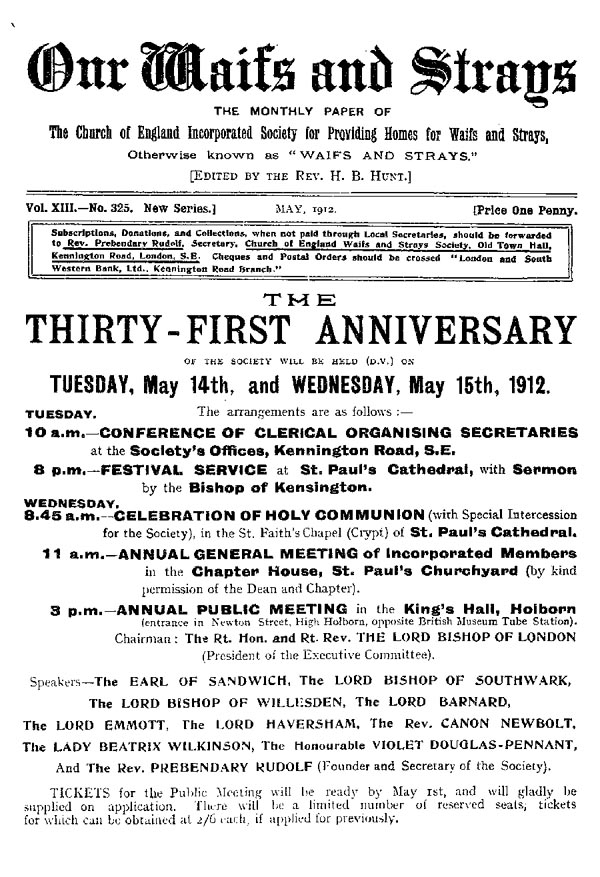 Our Waifs and Strays
THE MONTHLY PAPER OF
The Church of England Incorporated Society for Providing Homes for Waifs and Strays,
Otherwise known as "WAIFS AND STRAYS."
[EDITED BY THE REV. H. B. HUNT.]
Vol. XIII.—No. 325. New Series.] MAY, 1912. [Price One Penny.
Subscriptions, Donations, and Collections, when not paid through Local Secretaries, should be forwarded
to Rev. Prebendary Rudolf, Secretary, Church of England Waifs and Strays Society, Old Town Hall,
Kennington Road, London, S.E. Cheques and Postal Orders should be crossed "London and South
Western Bank, Ltd., Kennington Road Branch."
THE
THIRTY-FIRST ANNIVERSARY
OF THE SOCIETY WILL BE HELD (D.V.) ON
TUESDAY, May 14th, and WEDNESDAY, May 15th, 1912.
The arrangements are as follows:—
TUESDAY.
10 a.m.—CONFERENCE OF CLERICAL ORGANISING SECRETARIES
at the Society's Offices, Kennington Road, S.E.
8 p.m.—FESTIVAL SERVICE at St. Paul's Cathedral, with Sermon
by the Bishop of Kensington.
WEDNESDAY.
8.45 a.m.—CELEBRATION OF HOLY COMMUNION (with Special Intercession
for the Society), in the St. Faith's Chapel (Crypt) of St. Paul's Cathedral.
11 a.m.—ANNUAL GENERAL MEETING of Incorporated Members
in the Chapter House, St. Paul's Churchyard (by kind
permission of the Dean and Chapter).
3 p.m.—ANNUAL PUBLIC MEETING in the King's Hall, Holborn
(entrance in Newton Street, High Holborn, opposite British Museum Tube Station).
Chairman: The Rt. Hon. and Rt. Rev. THE LORD BISHOP OF LONDON
(President of the Executive Committee).
Speakers—The EARL OF SANDWICH, The LORD BISHOP OF SOUTHWARK,
The LORD BISHOP OF WILLESDEN, The LORD BARNARD,
The LORD EMMOTT, The LORD HAVERSHAM, The Rev. CANON NEWBOLT,
The LADY BEATRIX WILKINSON, The Honourable VIOLET DOUGLAS-PENNANT,
And The Rev. PREBENDARY RUDOLF (Founder and Secretary of the Society).
TICKETS for the Public Meeting will be ready by May 1st, and will gladly be
supplied on application. There will be a limited number of reserved seats, tickets
for which can be obtained at 2/6 each, if applied for previously.